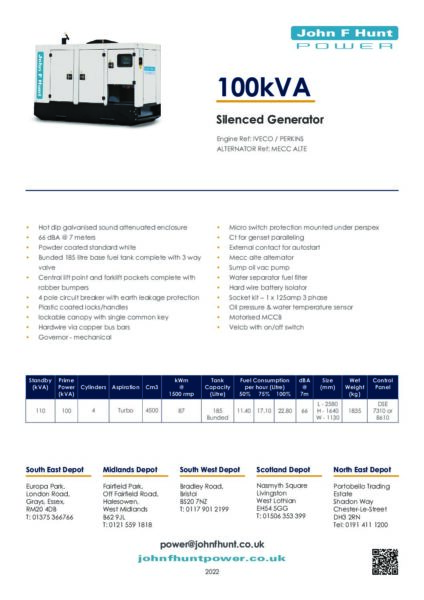 John F Hunt
POWER
John F Hunt
100kVA
Silenced Generator
Engine Ref: IVECO / PERKINS
ALTERNATOR Ref: MECC ALTE
• Hot dip galvanised sound attenuated enclosure
• 66 dBA @ 7 meters
• Powder coated standard white
• Bunded 185 litre base fuel tank complete with 3 way
valve
• Central lift point and forklift pockets complete with
rubber bumpers
• 4 pole circuit breaker with earth leakage protection
• Plastic coated locks/handles
• lockable canopy with single common key
• Hardwire via copper bus bars
• Governor - mechanical
• Micro switch protection mounted under perspex
• Ct for genset paralleling
• External contact for autostart
• Mecc alte alternator
• Sump oil vac pump
• Water separator fuel filter
• Hard wire battery isolator
• Socket kit – 1 x 125amp 3 phase
• Oil pressure & water temperature sensor
• Motorised MCCB
• Velcb with on/off switch
Standby (kVA) Prime Power (kVA) Cylinders Aspiration Cm3 kWm @ 1500 rmp Tank Capacity (Litre) Fuel Consumption per hour (Litre) 50% 75% 100% dBA @ 7m Size (mm) Wet Weight (kg) Control Panel
110 100 4 Turbo 4500 87 185 Bunded 11.40 17.10 22.80 66 L - 2580 H - 1640 W - 1130 1835 DSE 7310 or 8610
South East Depot
Europa Park,
London Road,
Grays, Essex,
RM20 4DB
T: 01375 366766
Midlands Depot
Fairfield Park,
Off Fairfield Road,
Halesowen,
West Midlands
B62 9JL
T:0121 559 1818
South West Depot
Bradley Road,
Bristol
BS20 7NZ
T: 0117 901 2199
Scotland Depot
Nasmyth Square
Livingston
West Lothian
EH54 5GG
T: 01506 353 399
North East Depot
Portobello Trading
Estate
Shadon Way
Chester-Le-Street
DH3 2RN
Tel: 0191 411 1200
power@johnfhunt.co.uk
johnfhuntpower.co.uk
2022